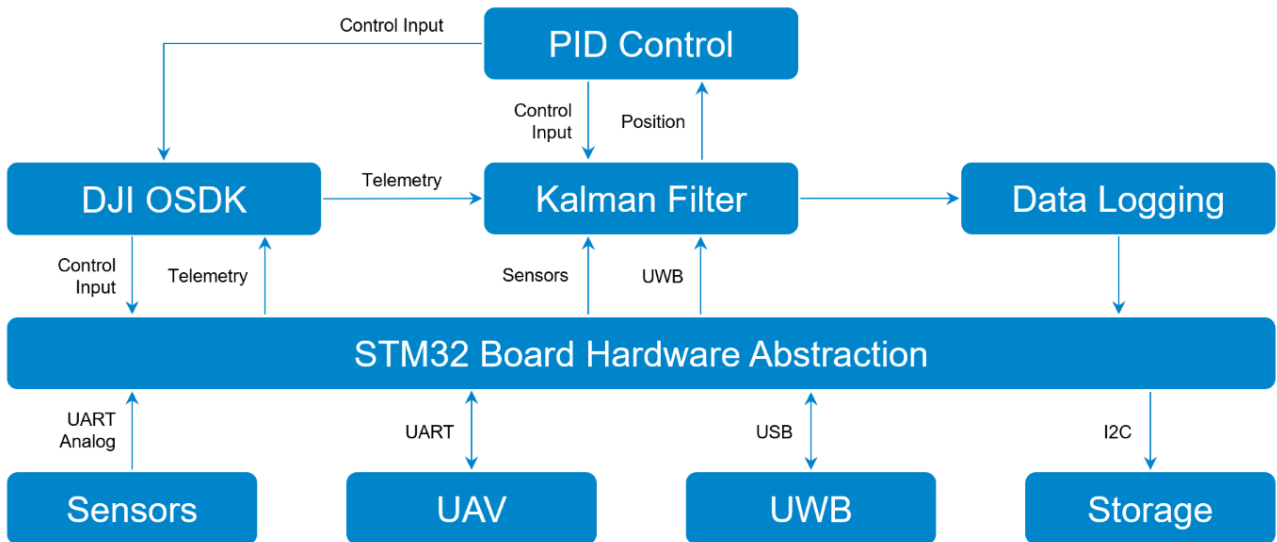 Control Input
PID Control
Control
Input
Position
DJI OSDK
Telemetry
Kalman Filter
Data Logging
Control
Input
Telemetry
Sensors
UWB
STM32 Board Hardware Abstraction
UART
Analog
UART
USB
I2C
Sensors
UAV
UWB
Storage